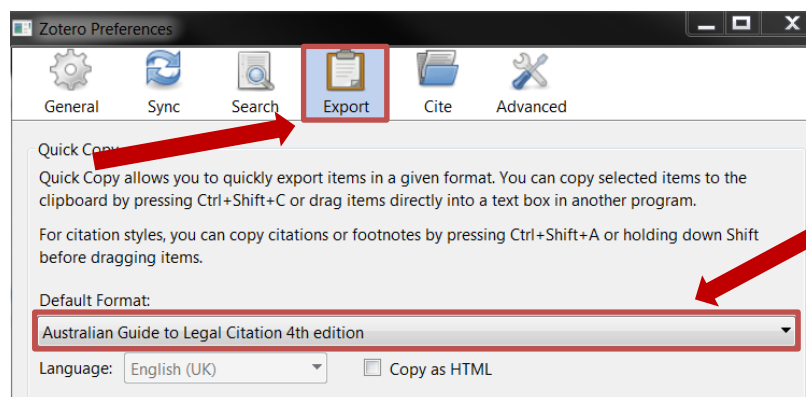 Zotero Preferences
General Sync Search Export Cite Advanced
Quick Copy
Quick Copy allows you to quickly export items in a given format. You can copy selected items to the
clipboard by pressing Ctrl+Shift+C or drag items directly into a text box in another program.
For citation styles, you can copy citations or footnotes by pressing Ctrl+Shift+A or holding down Shift
before dragging items.
Default Format:
Australian Guide to Legal Citation 4th edition
Language: English (UK) Copy as HTML